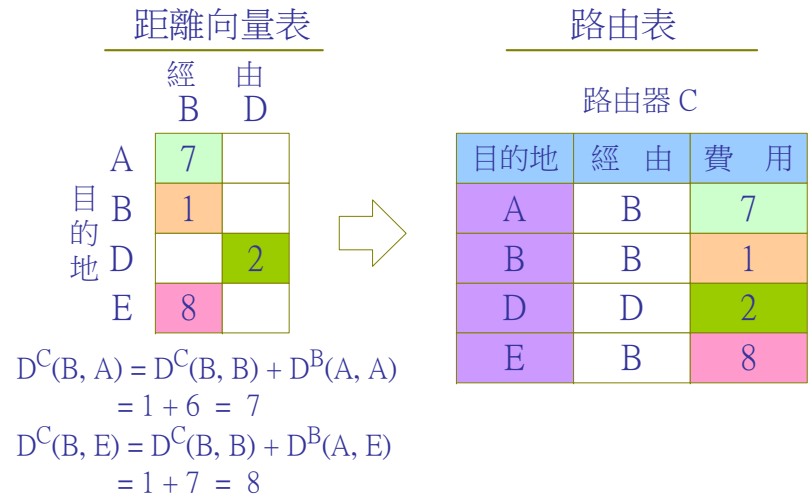 距離向量表
經 由
B D
目的地
A 7
B 1
D 2
E 8
D^C(B, A) = D^C(B, B) + D^B(A, A)
= 1 + 6 = 7
D^C(B, E) = D^C(B, B) + D^B(A, E)
= 1 + 7 = 8
路由表
路由器 C
目的地 經 由 費 用
A B 7
B B 1
D D 2
E B 8